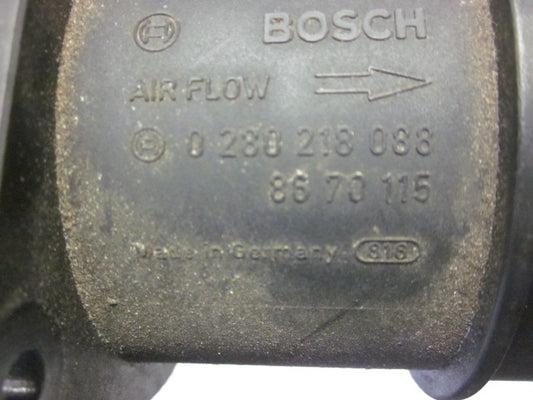 BOSCH
AIR FLOW
0 280 218 088
86 70 115
Made in Germany 818